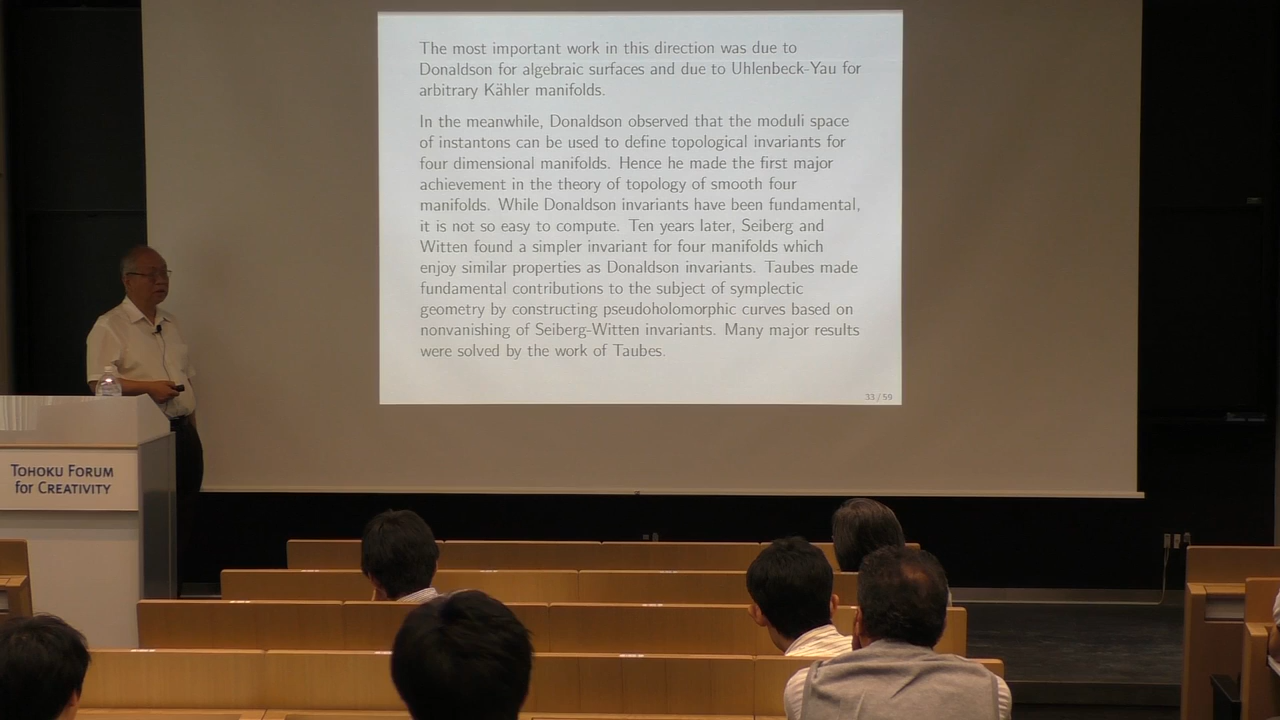 The most important work in this direction was due to
Donaldson for algebraic surfaces and due to Uhlenbeck-Yau for
arbitrary Kähler manifolds.
In the meanwhile, Donaldson observed that the moduli space
of instantons can be used to define topological invariants for
four dimensional manifolds. Hence he made the first major
achievement in the theory of topology of smooth four
manifolds. While Donaldson invariants have been fundamental,
it is not so easy to compute. Ten years later, Seiberg and
Witten found a simpler invariant for four manifolds which
enjoy similar properties as Donaldson invariants. Taubes made
fundamental contributions to the subject of symplectic
geometry by constructing pseudoholomorphic curves based on
nonvanishing of Seiberg-Witten invariants. Many major results
were solved by the work of Taubes.
33 / 59
TOHOKU FORUM
for CREATIVITY